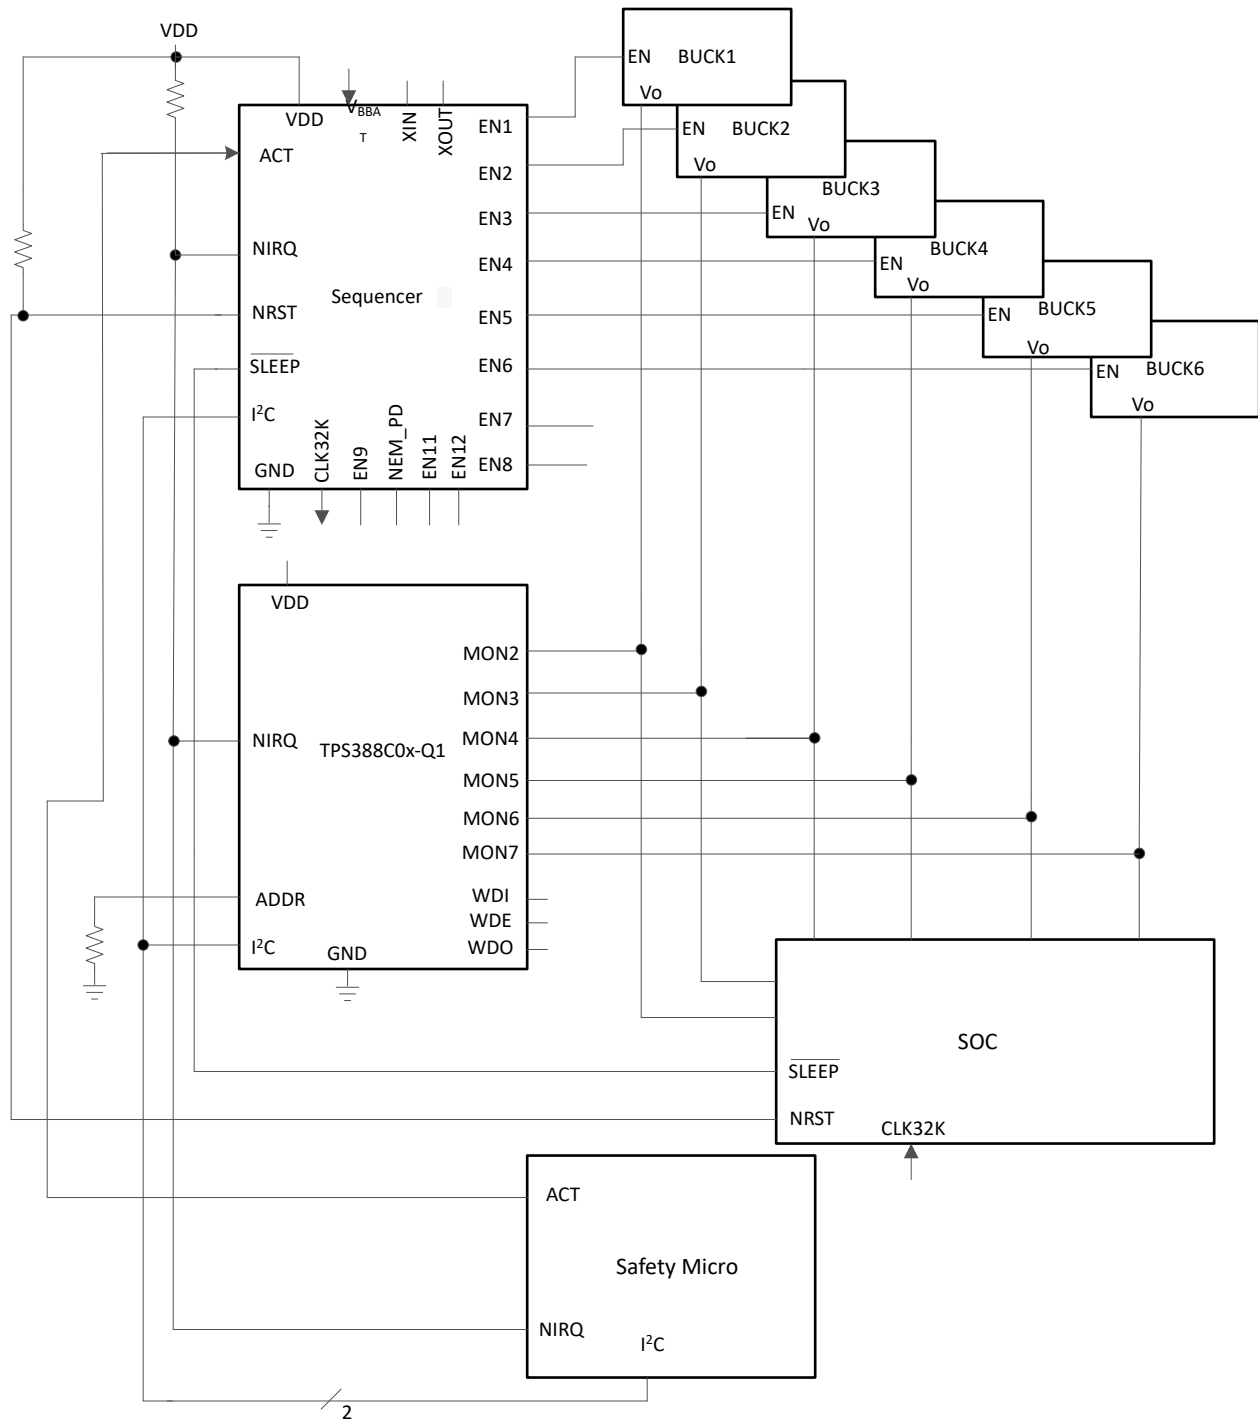 VDD
EN BUCK1
Vo
EN BUCK2
Vo
BUCK3
EN
Vo
BUCK4
EN
Vo
BUCK5
EN
Vo
BUCK6
EN
Vo
VDD
VBBA
T
XIN
XOUT
EN1
ACT
EN2
EN3
NIRQ
EN4
Sequencer
NRST
EN5
SLEEP
EN6
I²C
EN7
GND
CLK32K
EN9
NEM_PD
EN11
EN12
EN8
VDD
MON2
MON3
NIRQ
TPS388C0x-Q1
MON4
MON5
MON6
MON7
ADDR
WDI
WDE
I²C
GND
WDO
SOC
SLEEP
NRST
CLK32K
ACT
Safety Micro
NIRQ
I²C
2